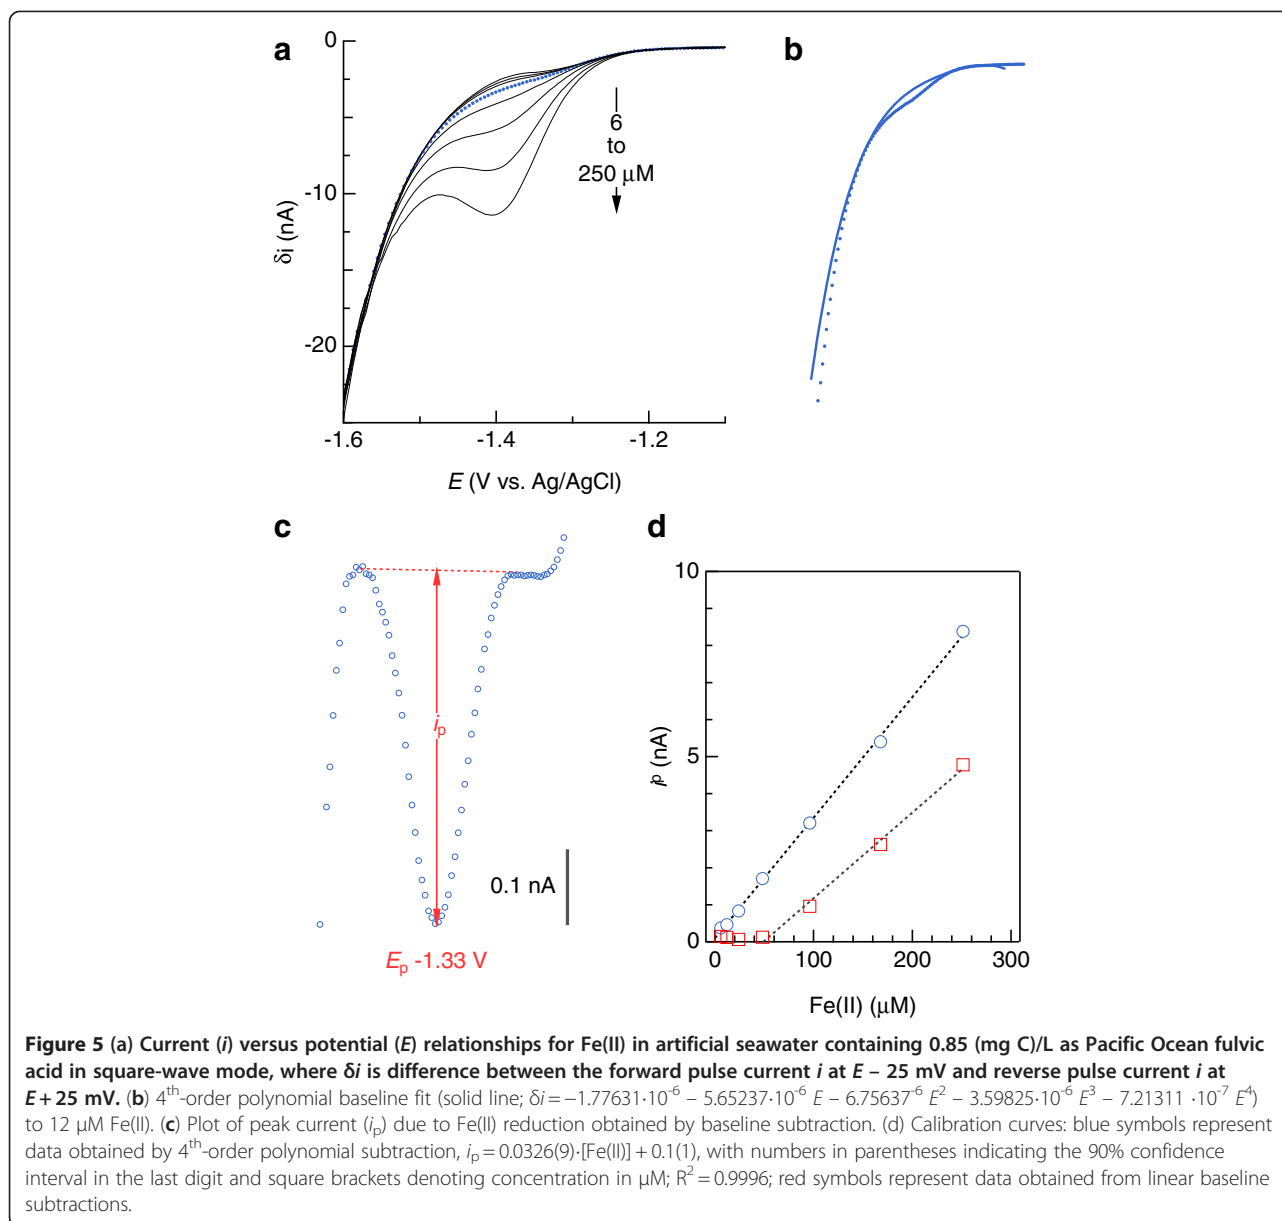 a
b
0
-10
-20
δi (nA)
6
to
250 μM
-1.6
-1.4
-1.2
E (V vs. Ag/AgCl)
c
d
i_p
0.1 nA
E_p -1.33 V
10
5
0
i^p (nA)
0
100
200
300
Fe(II) (μM)
Figure 5 (a) Current (i) versus potential (E) relationships for Fe(II) in artificial seawater containing 0.85 (mg C)/L as Pacific Ocean fulvic
acid in square-wave mode, where δi is difference between the forward pulse current i at E – 25 mV and reverse pulse current i at
E + 25 mV. (b) 4^th-order polynomial baseline fit (solid line; δi = −1.77631·10^-6 – 5.65237·10^-6 E – 6.75637·10^-6 E^2 – 3.59825·10^-6 E^3 – 7.21311 ·10^-7 E^4)
to 12 μM Fe(II). (c) Plot of peak current (i_p) due to Fe(II) reduction obtained by baseline subtraction. (d) Calibration curves: blue symbols represent
data obtained by 4^th-order polynomial subtraction, i_p = 0.0326(9)·[Fe(II)] + 0.1(1), with numbers in parentheses indicating the 90% confidence
interval in the last digit and square brackets denoting concentration in μM; R^2 = 0.9996; red symbols represent data obtained from linear baseline
subtractions.